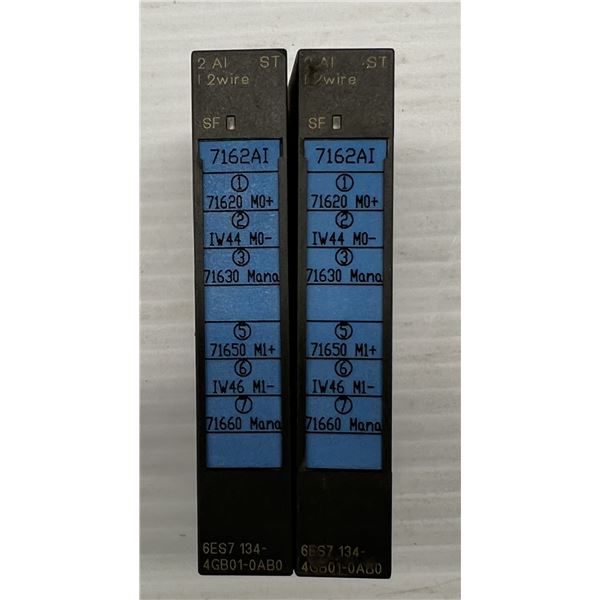 2 AI ST
I 2wire
SF
7162AI
①
71620 M0+
②
IW44 M0-
③
71630 Mana
⑤
71650 M1+
⑥
IW46 M1-
⑦
71660 Mana
6ES7 134-
4GB01-0AB0
2 AI ST
I 2wire
SF
7162AI
①
71620 M0+
②
IW44 M0-
③
71630 Mana
⑤
71650 M1+
⑥
IW46 M1-
⑦
71660 Mana
6ES7 134-
4GB01-0AB0